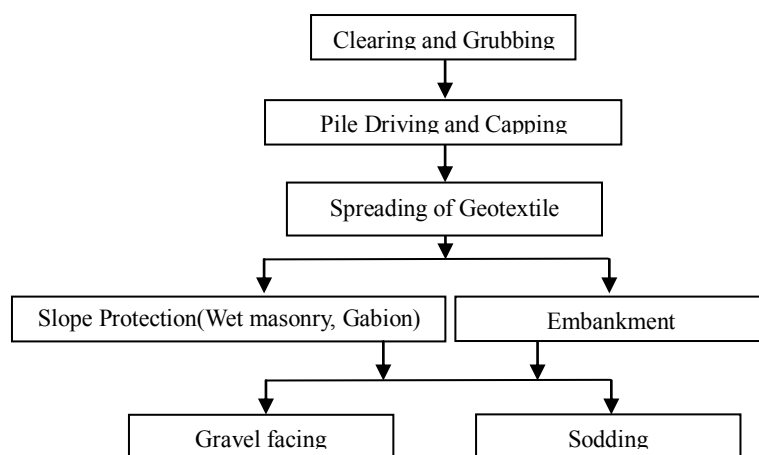 Clearing and Grubbing
Pile Driving and Capping
Spreading of Geotextile
Slope Protection(Wet masonry, Gabion)
Embankment
Gravel facing
Sodding